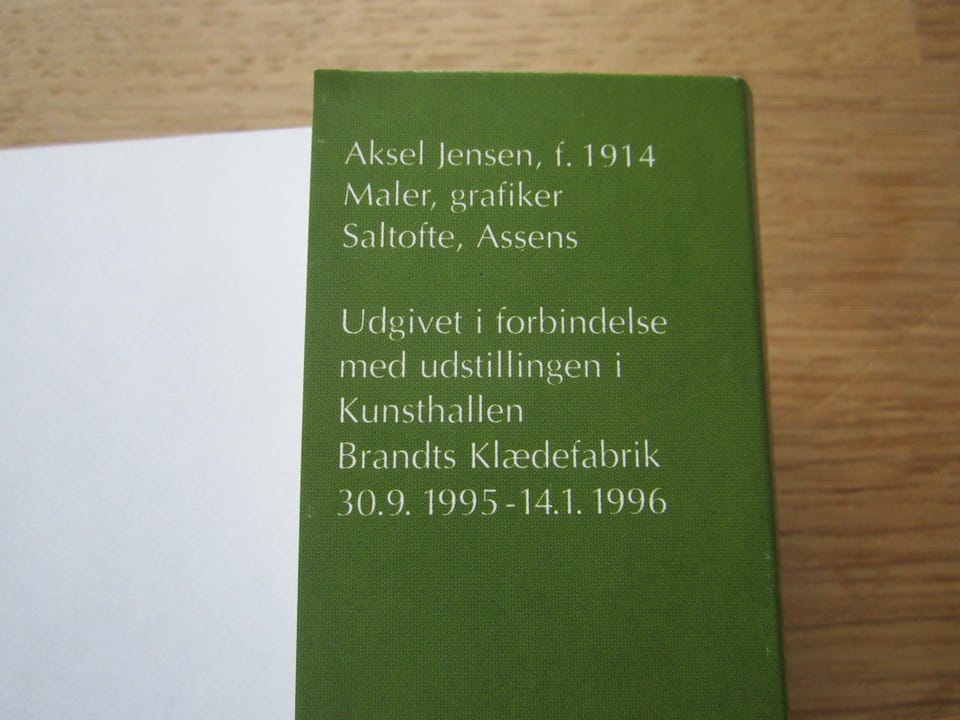 Aksel Jensen, f. 1914
Maler, grafiker
Saltofte, Assens
Udgivet i forbindelse
med udstillingen i
Kunsthallen
Brandts Klædefabrik
30.9. 1995-14.1. 1996